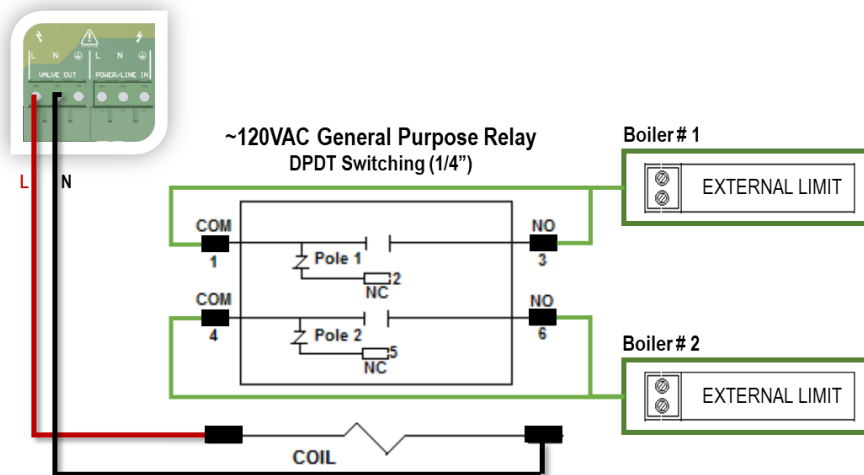 L N L N
VALVE OUT POWER/LINE IN
L N
~120VAC General Purpose Relay
DPDT Switching (1/4”)
Boiler # 1
EXTERNAL LIMIT
COM
1
Pole 1
2
NC
NO
3
COM
4
Pole 2
5
NC
NO
6
Boiler # 2
EXTERNAL LIMIT
COIL